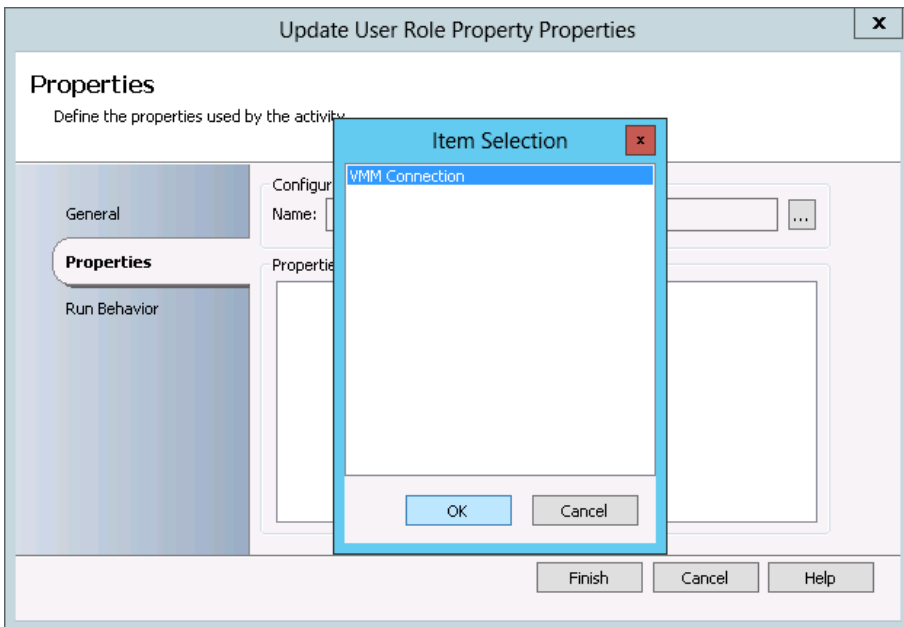 Update User Role Property Properties
x
Properties
Define the properties used by the activity
Item Selection
x
VMM Connection
General
Properties
Run Behavior
Configur
Name:
...
Propertie
OK
Cancel
Finish
Cancel
Help